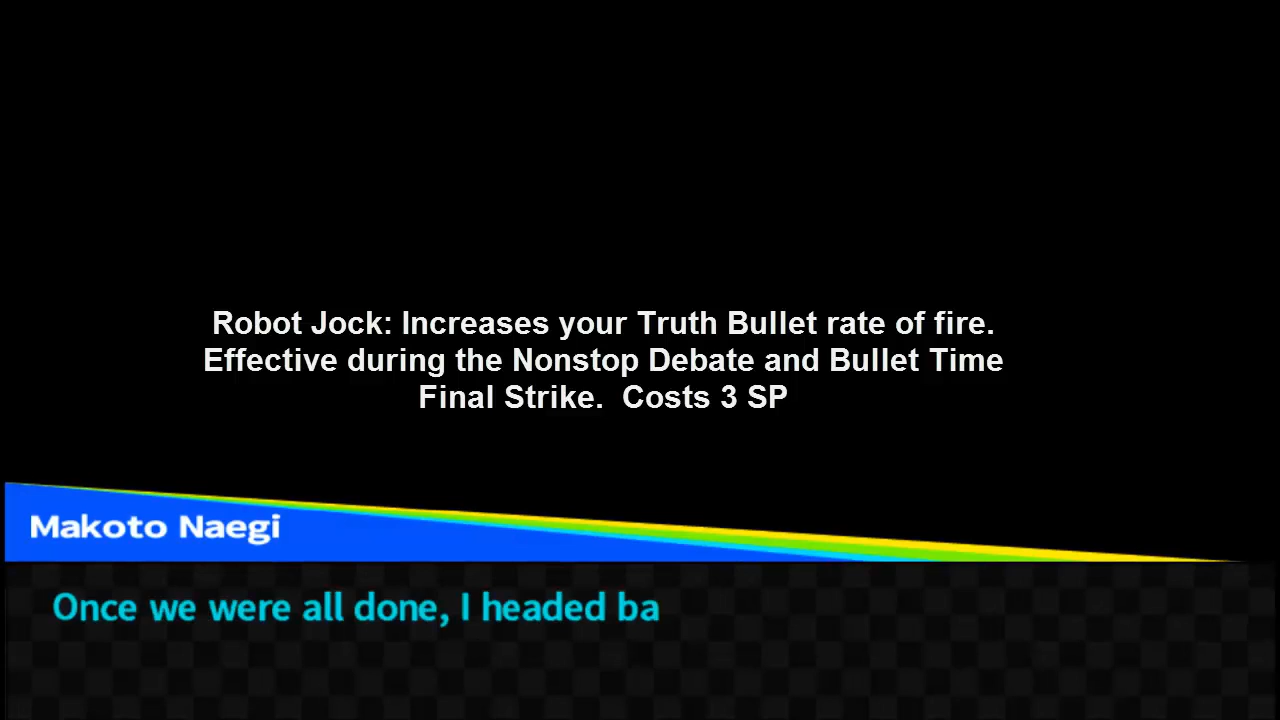 Robot Jock: Increases your Truth Bullet rate of fire.
Effective during the Nonstop Debate and Bullet Time
Final Strike.  Costs 3 SP
Makoto Naegi
Once we were all done, I headed ba